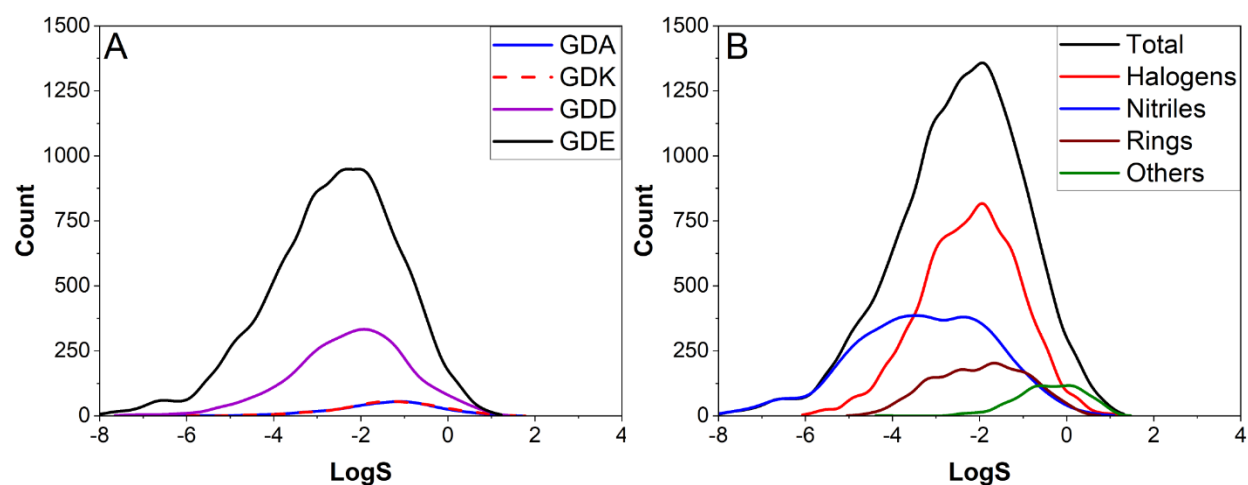 A
GDA
GDK
GDD
GDE
Count
1500
1250
1000
750
500
250
0
-8
-6
-4
-2
0
2
4
LogS
B
Total
Halogens
Nitriles
Rings
Others
Count
1500
1250
1000
750
500
250
0
-8
-6
-4
-2
0
2
4
LogS